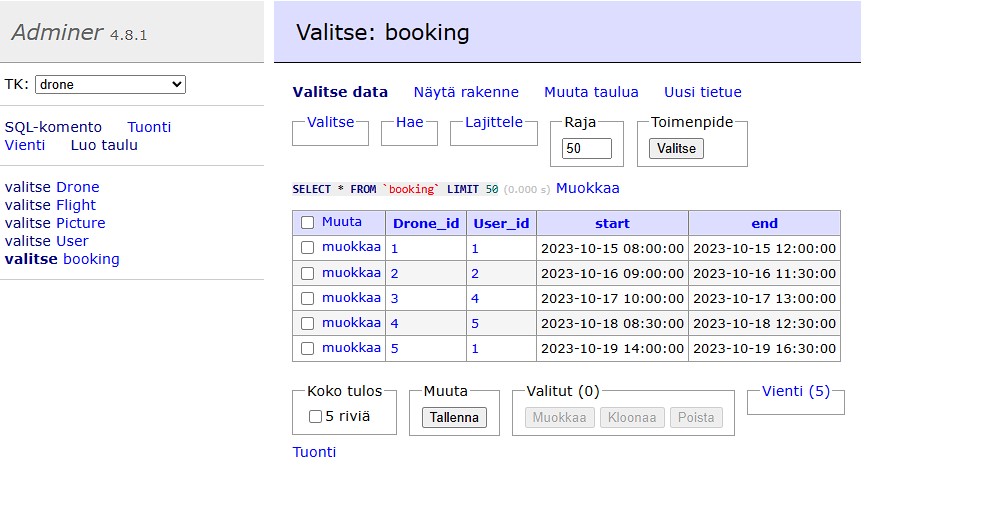 Adminer 4.8.1
TK: drone
SQL-komento Tuonti
Vienti Luo taulu
valitse Drone
valitse Flight
valitse Picture
valitse User
valitse booking
Valitse: booking
Valitse data Näytä rakenne Muuta taulua Uusi tietue
Valitse Hae Lajittele Raja Toimenpide
50 Valitse
SELECT * FROM `booking` LIMIT 50 (0.000 s) Muokkaa
Muuta Drone_id User_id start end
muokkaa 1 1 2023-10-15 08:00:00 2023-10-15 12:00:00
muokkaa 2 2 2023-10-16 09:00:00 2023-10-16 11:30:00
muokkaa 3 4 2023-10-17 10:00:00 2023-10-17 13:00:00
muokkaa 4 5 2023-10-18 08:30:00 2023-10-18 12:30:00
muokkaa 5 1 2023-10-19 14:00:00 2023-10-19 16:30:00
Koko tulos Muuta Valitut (0) Vienti (5)
5 riviä Tallenna Muokkaa Kloonaa Poista
Tuonti